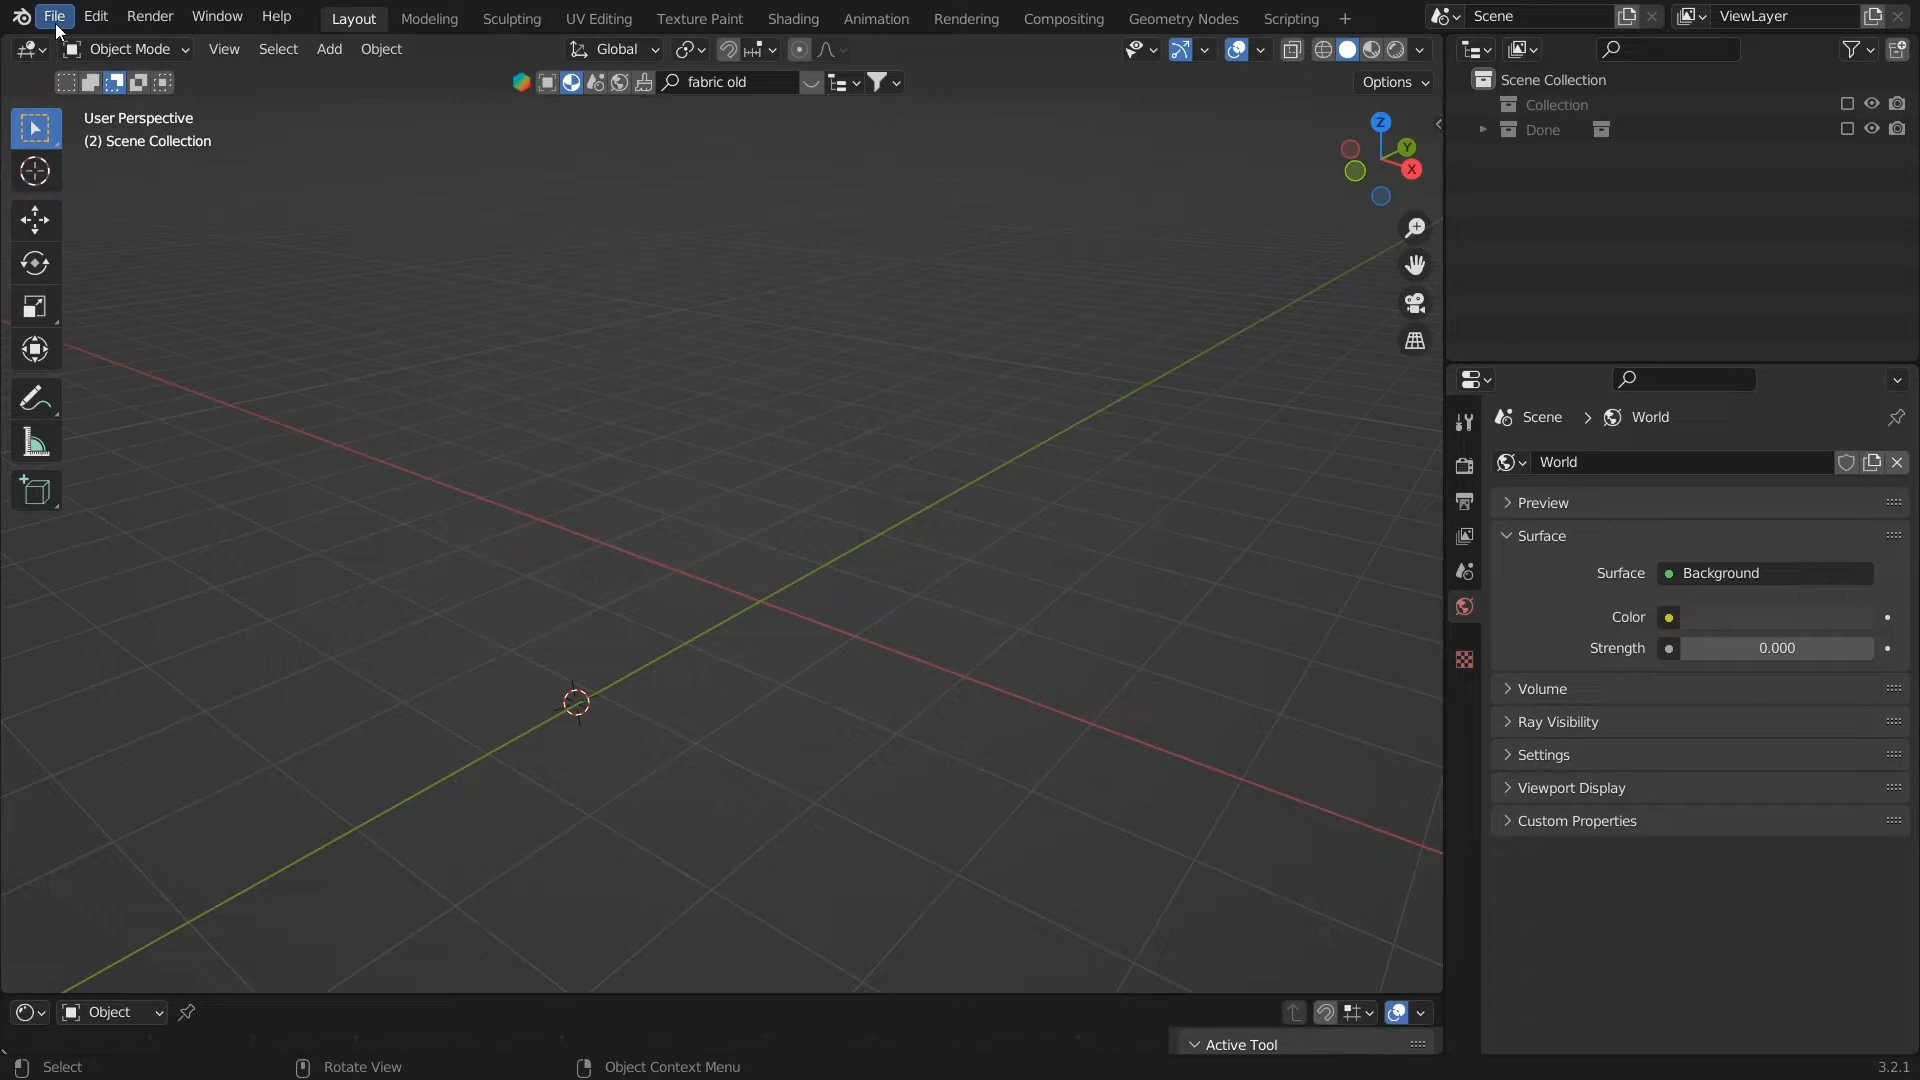 File Edit Render Window Help Layout Modeling Sculpting UV Editing Texture Paint Shading Animation Rendering Compositing Geometry Nodes Scripting + Scene ViewLayer
Object Mode View Select Add Object Global
fabric old Options
User Perspective
(2) Scene Collection
Z
Y
X
Scene Collection
Collection
Done
Scene > World
World
Preview
Surface
Surface Background
Color
Strength 0.000
Volume
Ray Visibility
Settings
Viewport Display
Custom Properties
Object
Active Tool
Select Rotate View Object Context Menu 3.2.1